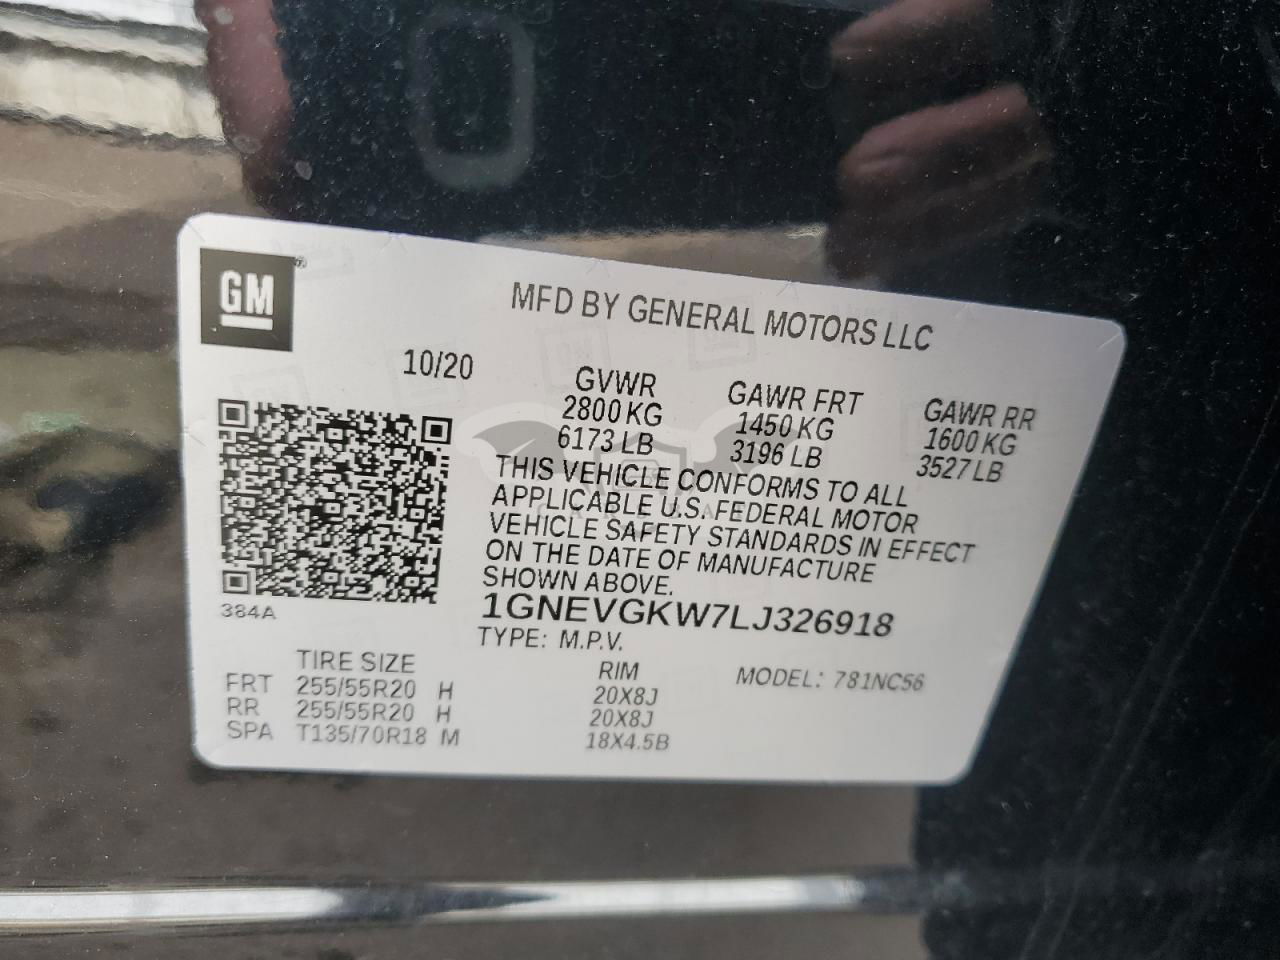 GM
MFD BY GENERAL MOTORS LLC
10/20
GVWR GAWR FRT GAWR RR
2800 KG 1450 KG 1600 KG
6173 LB 3196 LB 3527 LB
THIS VEHICLE CONFORMS TO ALL
APPLICABLE U.S. FEDERAL MOTOR
VEHICLE SAFETY STANDARDS IN EFFECT
ON THE DATE OF MANUFACTURE
SHOWN ABOVE.
384A
1GNEVGKW7LJ326918
TYPE: M.P.V.
TIRE SIZE RIM MODEL: 781NC56
FRT 255/55R20 H 20X8J
RR 255/55R20 H 20X8J
SPA T135/70R18 M 18X4.5B